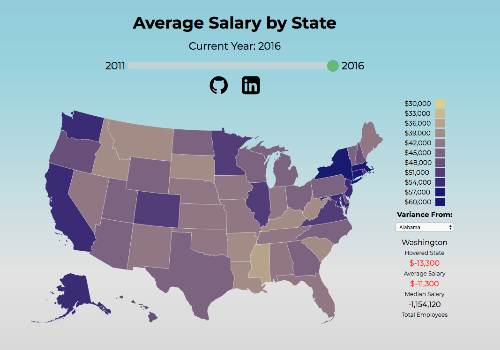 Average Salary by State
Current Year: 2016
2011 2016
$30,000
$33,000
$36,000
$39,000
$42,000
$45,000
$48,000
$51,000
$54,000
$57,000
$60,000
Variance From:
Alabama
Washington
Hovered State
$-13,300
Average Salary
$-11,300
Median Salary
-1,154,120
Total Employees